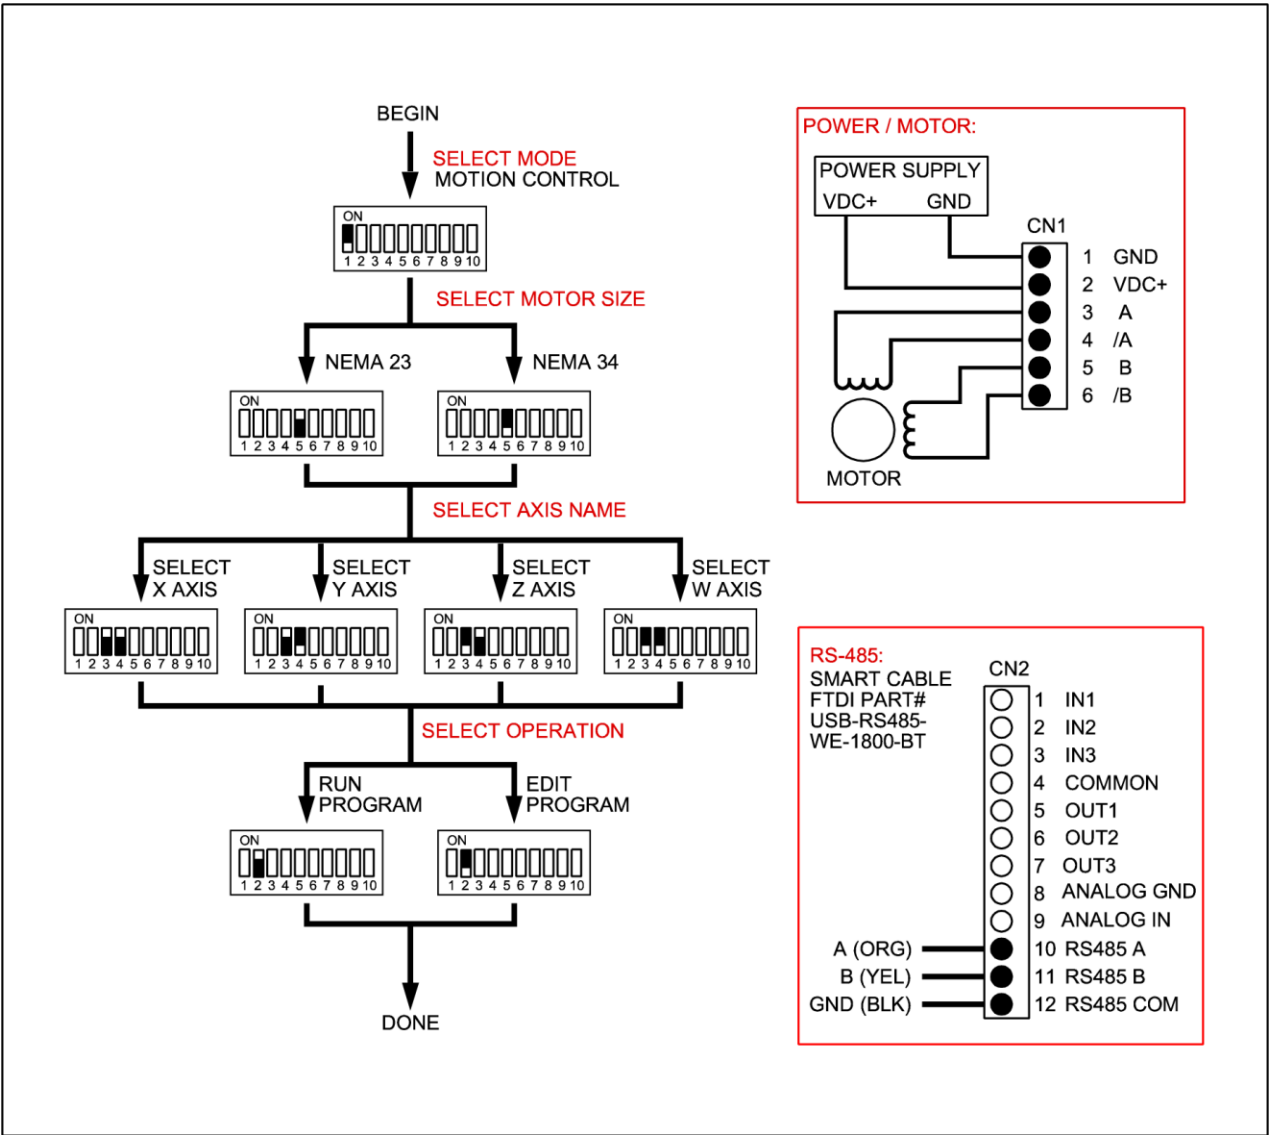 BEGIN
SELECT MODE
MOTION CONTROL
ON
1 2 3 4 5 6 7 8 9 10
SELECT MOTOR SIZE
NEMA 23
ON
1 2 3 4 5 6 7 8 9 10
NEMA 34
ON
1 2 3 4 5 6 7 8 9 10
SELECT AXIS NAME
SELECT
X AXIS
ON
1 2 3 4 5 6 7 8 9 10
SELECT
Y AXIS
ON
1 2 3 4 5 6 7 8 9 10
SELECT
Z AXIS
ON
1 2 3 4 5 6 7 8 9 10
SELECT
W AXIS
ON
1 2 3 4 5 6 7 8 9 10
SELECT OPERATION
RUN
PROGRAM
ON
1 2 3 4 5 6 7 8 9 10
EDIT
PROGRAM
ON
1 2 3 4 5 6 7 8 9 10
DONE
POWER / MOTOR:
POWER SUPPLY
VDC+ GND
CN1
1 GND
2 VDC+
3 A
4 /A
5 B
6 /B
MOTOR
RS-485:
SMART CABLE
FTDI PART#
USB-RS485-
WE-1800-BT
CN2
1 IN1
2 IN2
3 IN3
4 COMMON
5 OUT1
6 OUT2
7 OUT3
8 ANALOG GND
9 ANALOG IN
A (ORG) 10 RS485 A
B (YEL) 11 RS485 B
GND (BLK) 12 RS485 COM